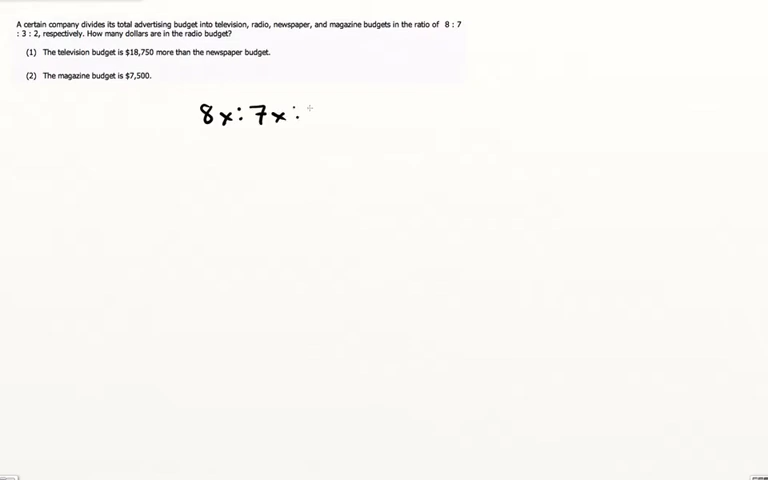 A certain company divides its total advertising budget into television, radio, newspaper, and magazine budgets in the ratio of 8 : 7
: 3 : 2, respectively. How many dollars are in the radio budget?
(1) The television budget is $18,750 more than the newspaper budget.
(2) The magazine budget is $7,500.
8x:7x: